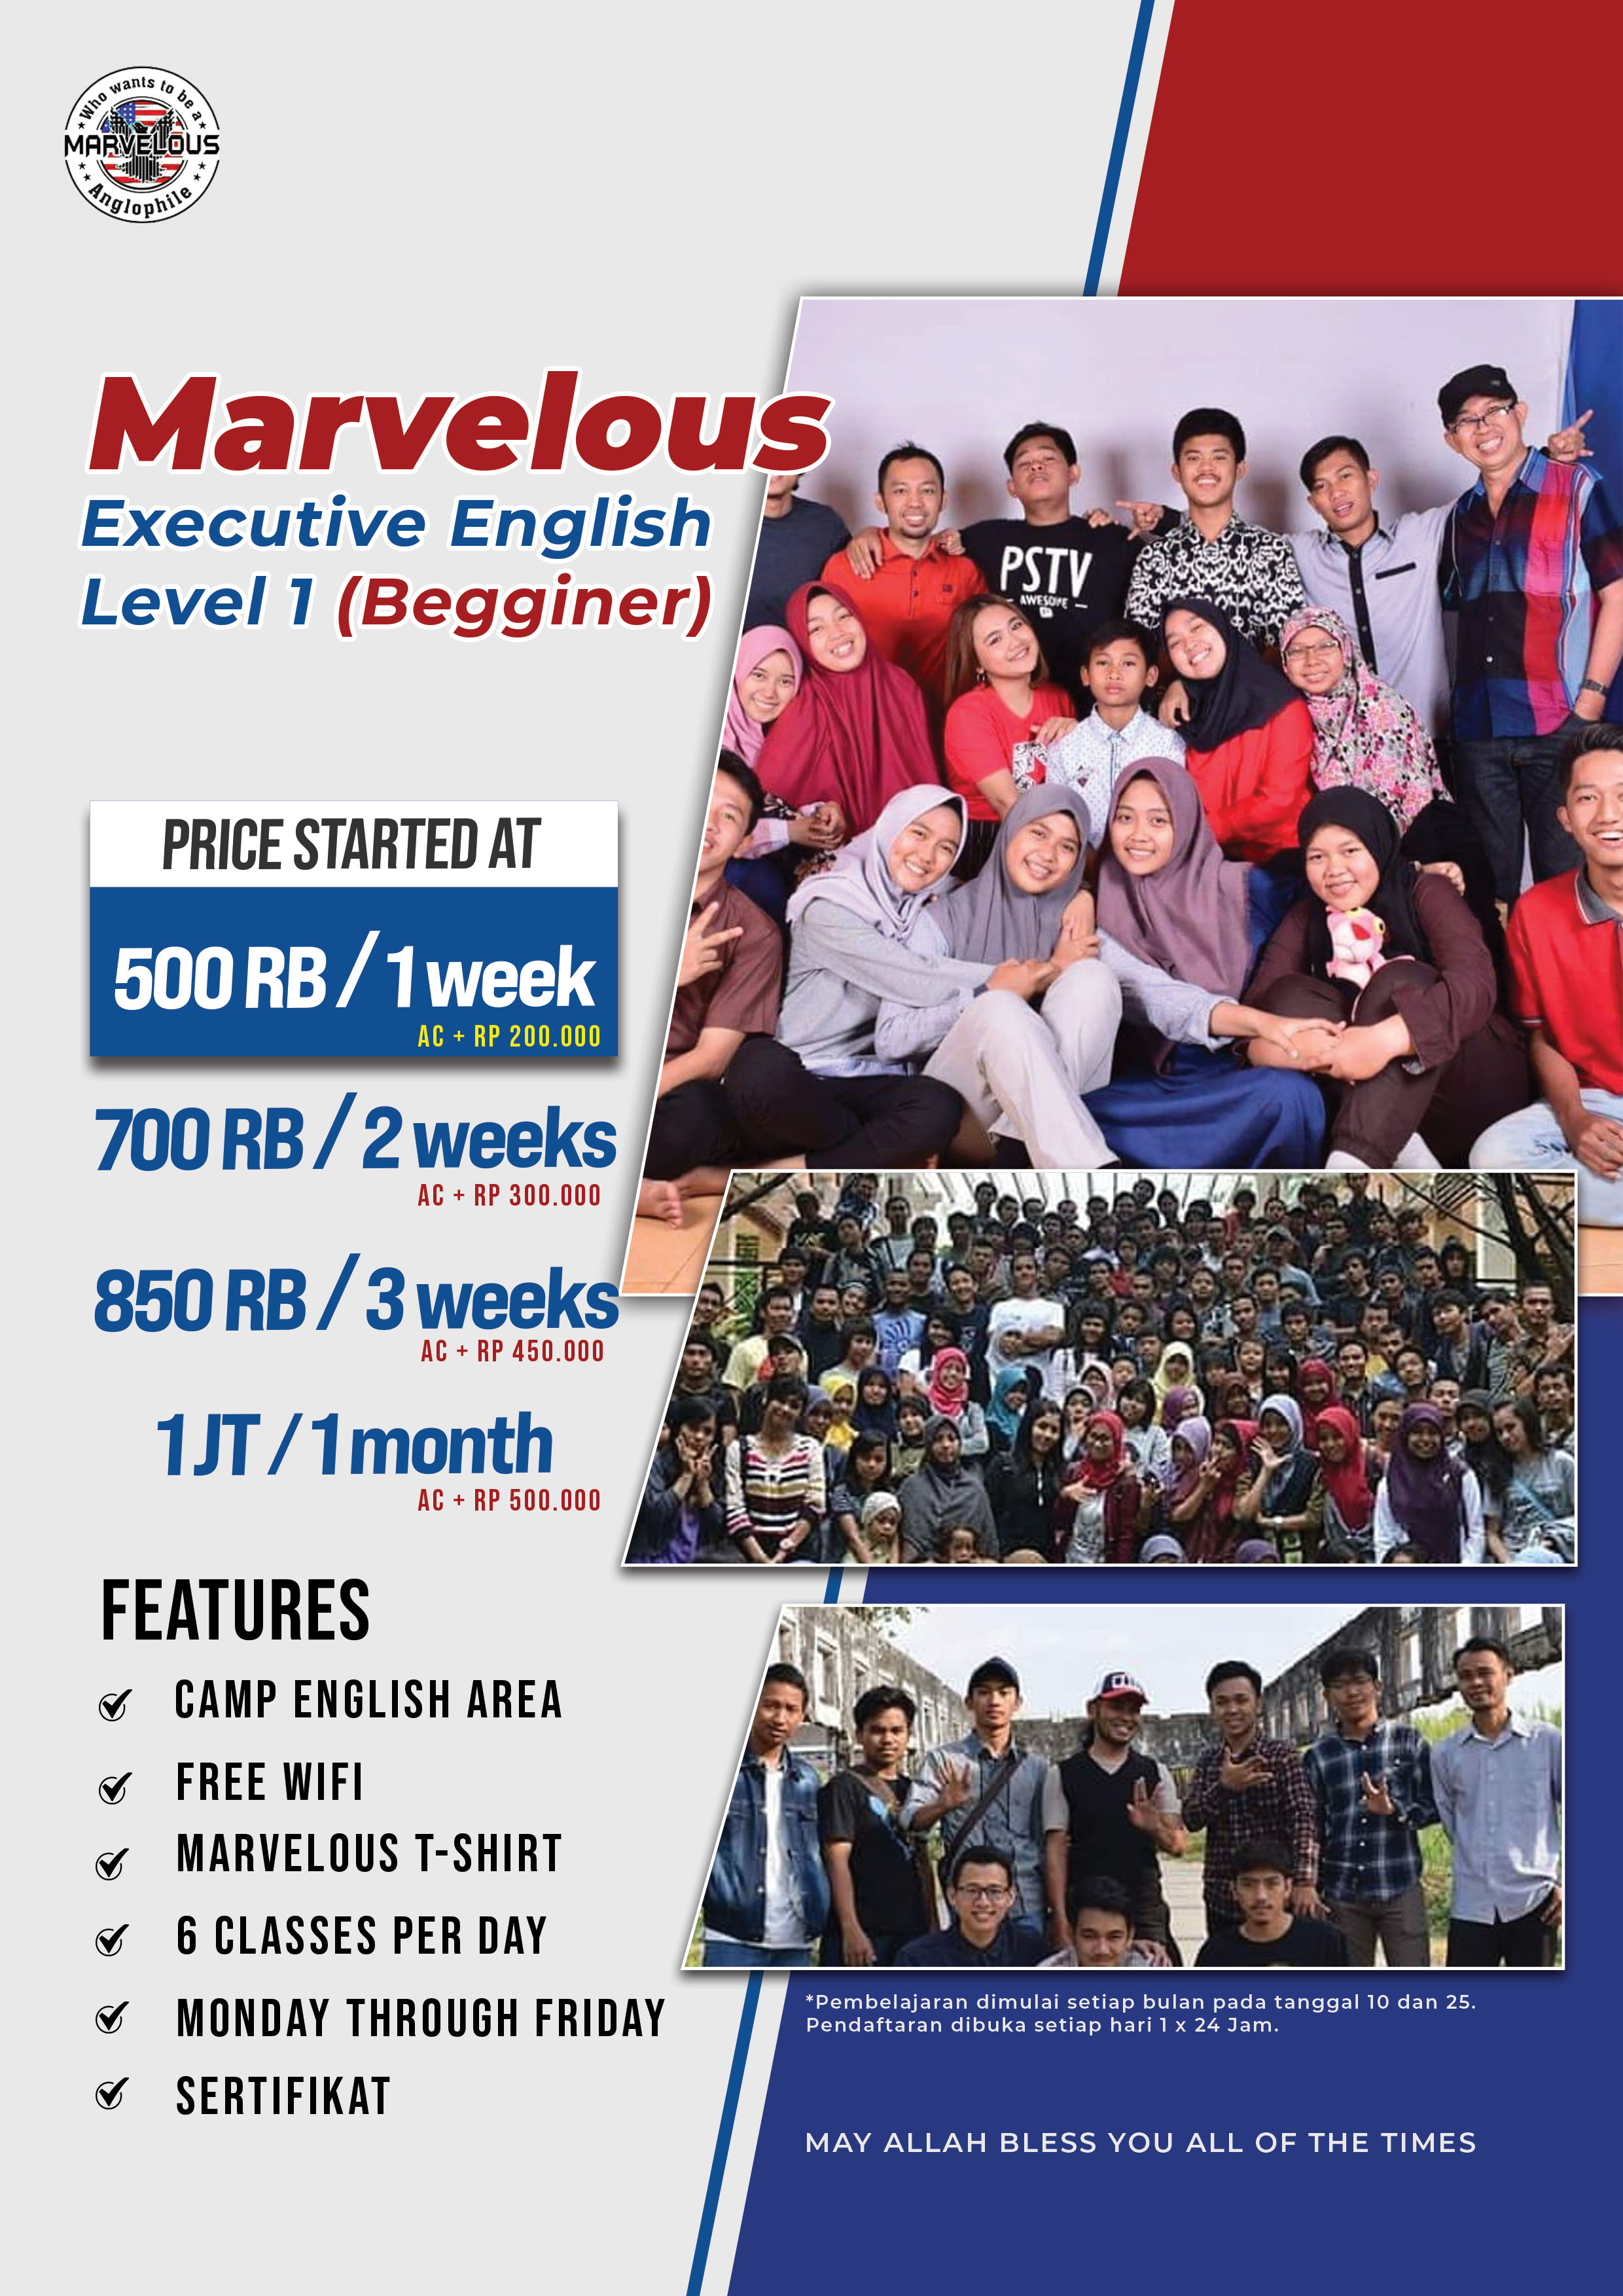 Who wants to be a
MARVELOUS
Anglophile
Marvelous
Executive English
Level 1 (Begginer)
PSTV
AWESOME
PRICE STARTED AT
500 RB / 1 week
AC + RP 200.000
700 RB / 2 weeks
AC + RP 300.000
850 RB / 3 weeks
AC + RP 450.000
1 JT / 1 month
AC + RP 500.000
FEATURES
CAMP ENGLISH AREA
FREE WIFI
MARVELOUS T-SHIRT
6 CLASSES PER DAY
MONDAY THROUGH FRIDAY
SERTIFIKAT
*Pembelajaran dimulai setiap bulan pada tanggal 10 dan 25.
Pendaftaran dibuka setiap hari 1 x 24 Jam.
MAY ALLAH BLESS YOU ALL OF THE TIMES